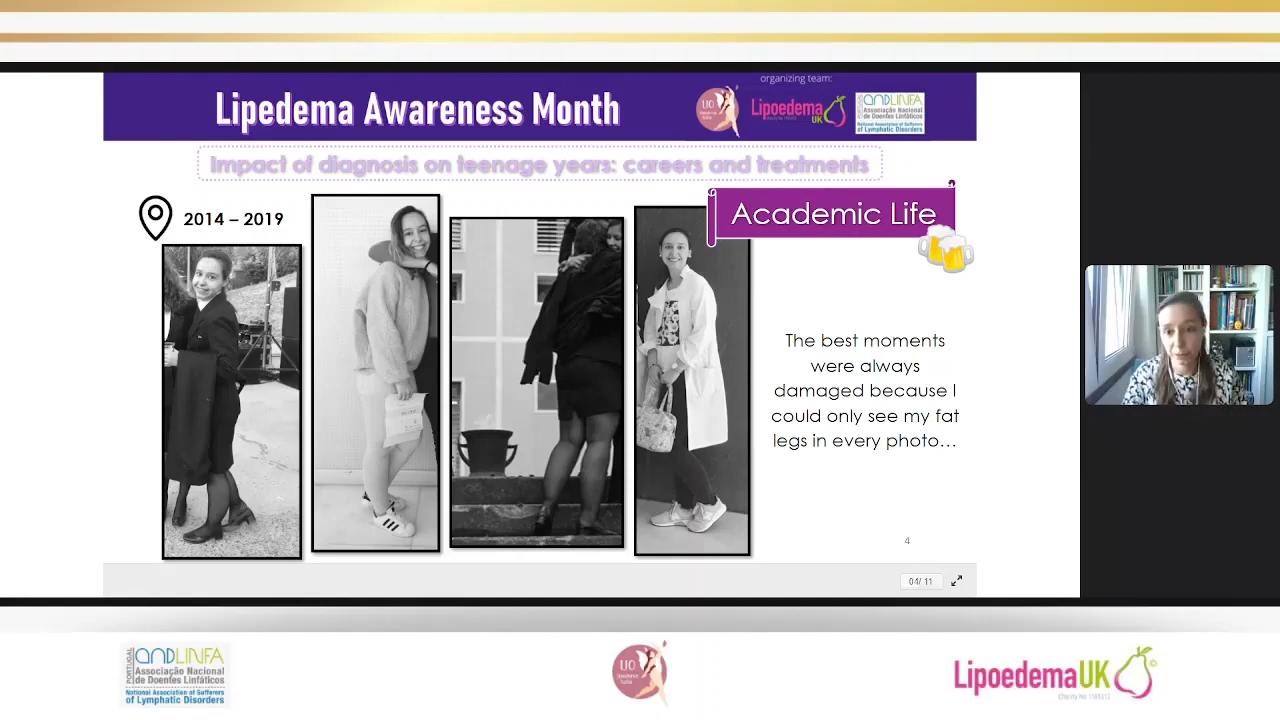 organizing team:
Lipedema Awareness Month
LIO
Lipoedema
UK
ANDLINFA
Associação Nacional
de Doentes Linfáticos
National Association of Sufferers
of Lymphatic Disorders
Impact of diagnosis on teenage years: careers and treatments
2014 – 2019
Academic Life
The best moments
were always
damaged because I
could only see my fat
legs in every photo...
4
04/ 11
PORTUGAL
ANDLINFA
Associação Nacional
de Doentes Linfáticos
National Association of Sufferers
of Lymphatic Disorders
LIO
LipoedemaUK